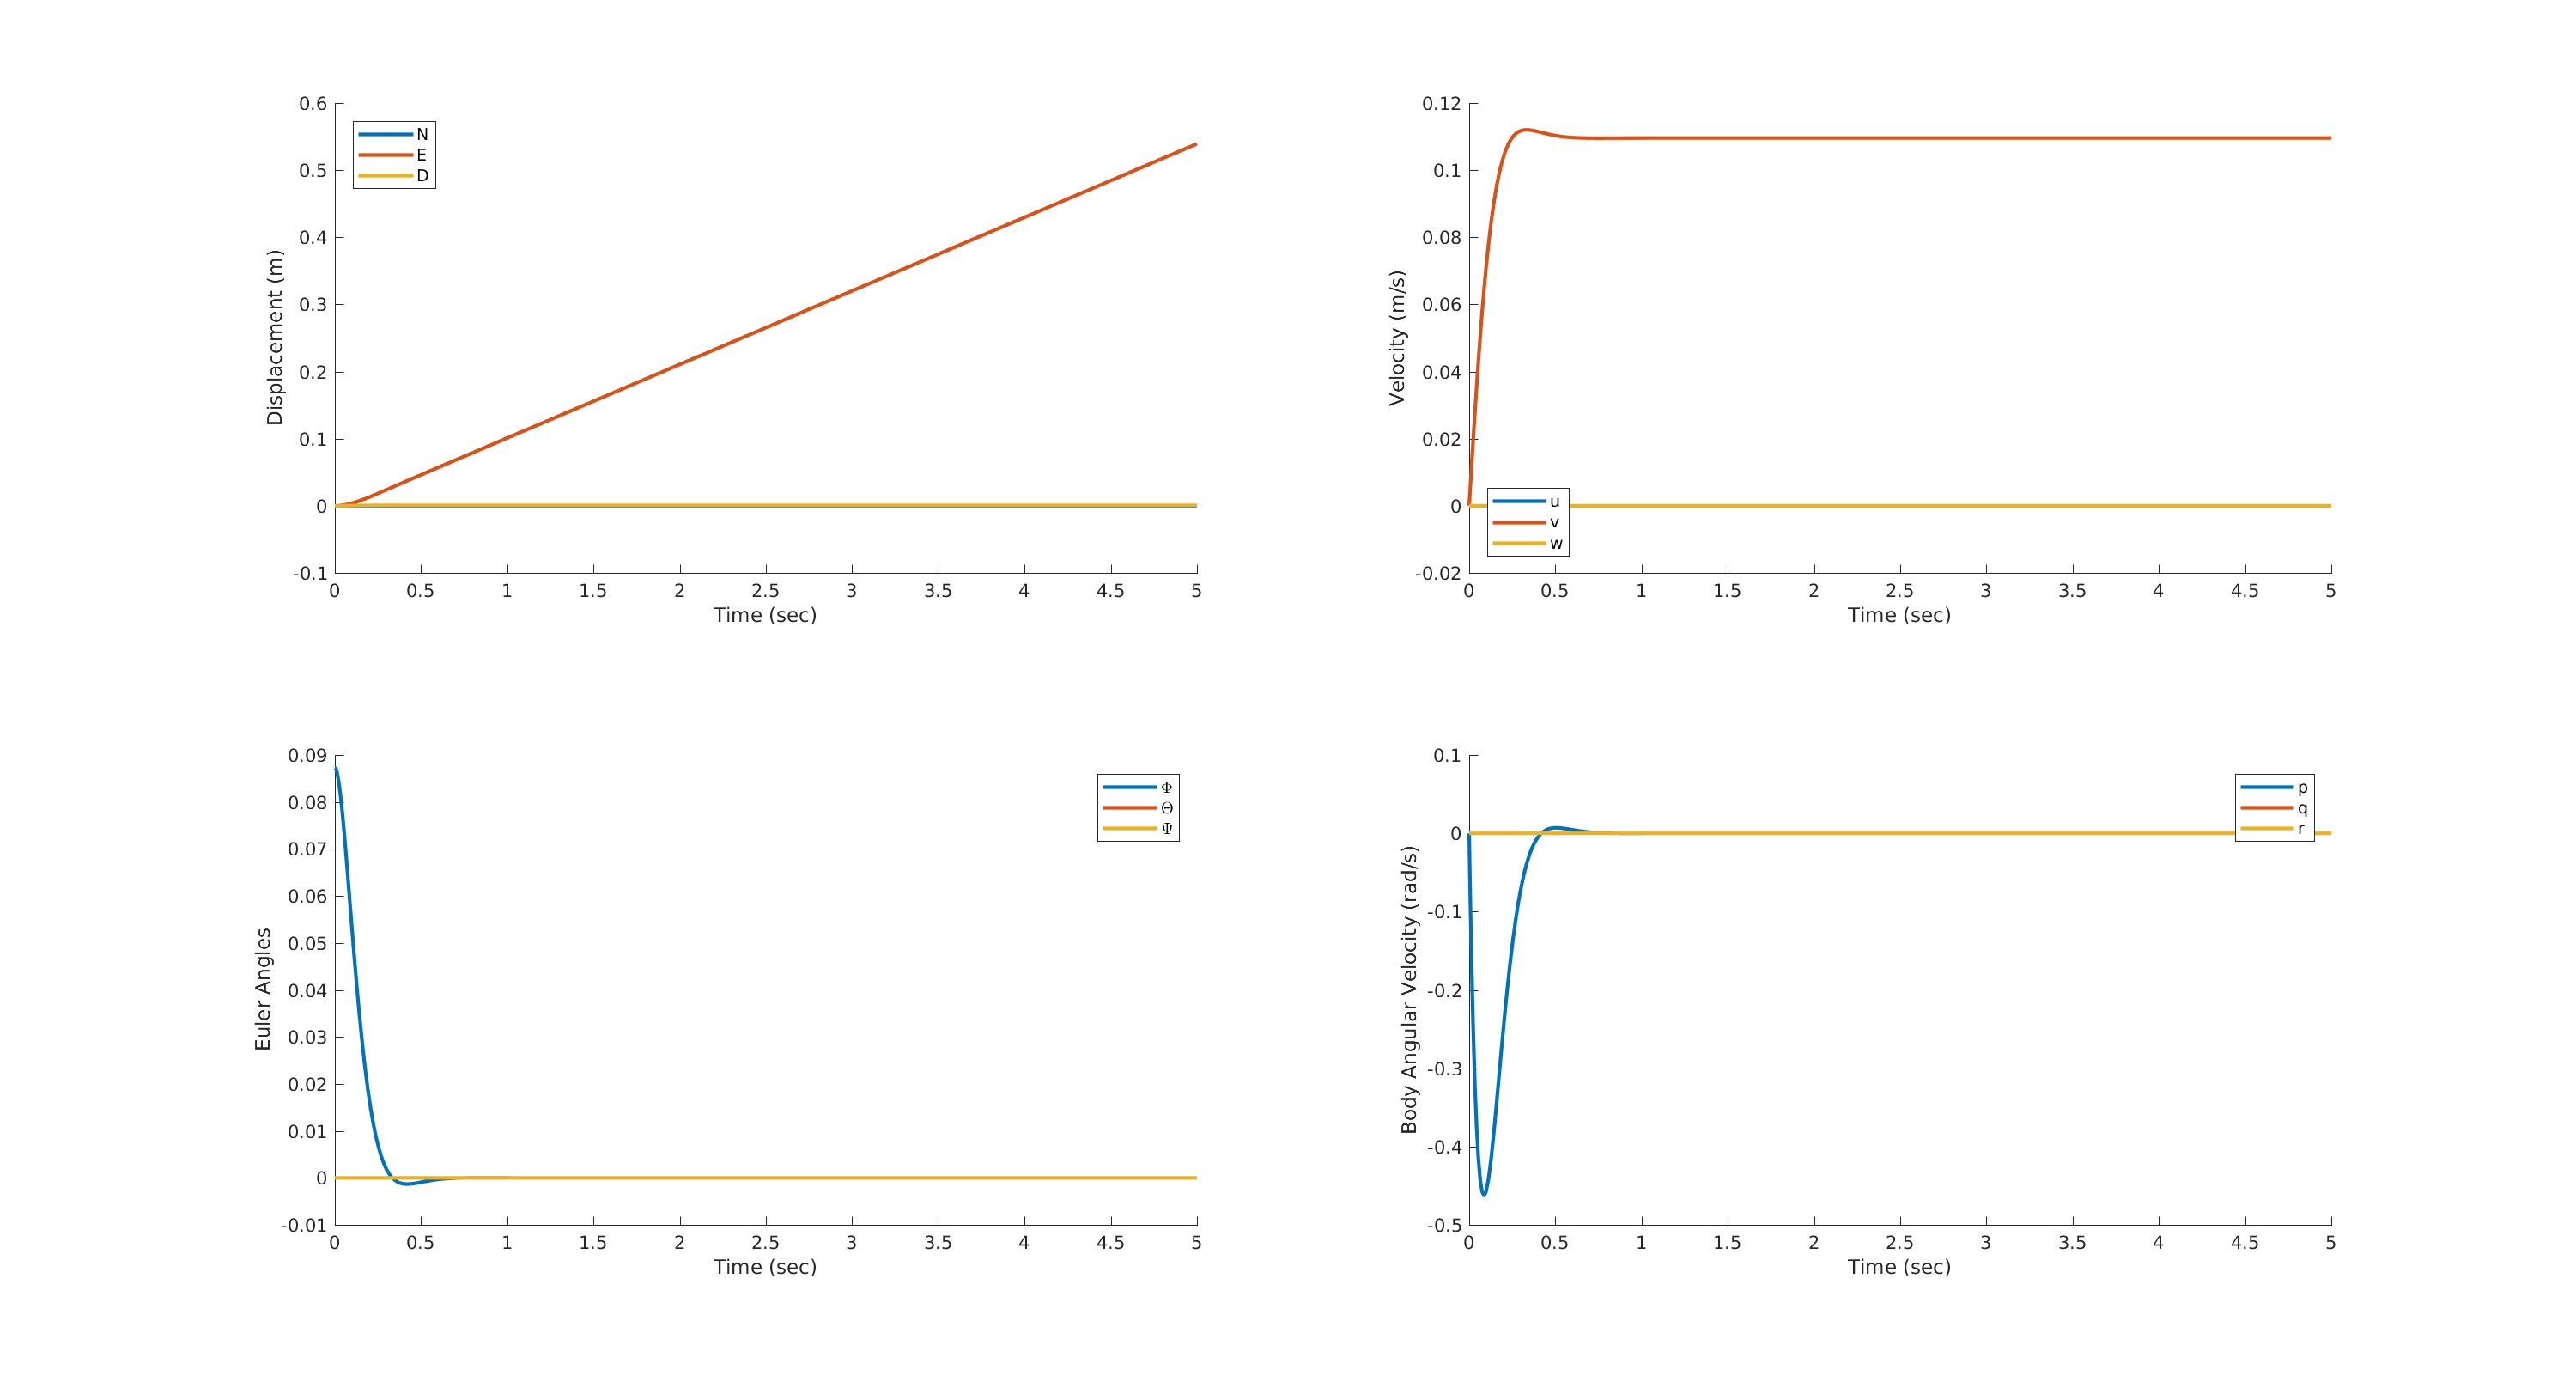 0.6
0.5
0.4
0.3
0.2
0.1
0
-0.1
Displacement (m)
N
E
D
0 0.5 1 1.5 2 2.5 3 3.5 4 4.5 5
Time (sec)
0.12
0.1
0.08
0.06
0.04
0.02
0
-0.02
Velocity (m/s)
u
v
w
0 0.5 1 1.5 2 2.5 3 3.5 4 4.5 5
Time (sec)
0.09
0.08
0.07
0.06
0.05
0.04
0.03
0.02
0.01
0
-0.01
Euler Angles
Φ
Θ
Ψ
0 0.5 1 1.5 2 2.5 3 3.5 4 4.5 5
Time (sec)
0.1
0
-0.1
-0.2
-0.3
-0.4
-0.5
Body Angular Velocity (rad/s)
p
q
r
0 0.5 1 1.5 2 2.5 3 3.5 4 4.5 5
Time (sec)